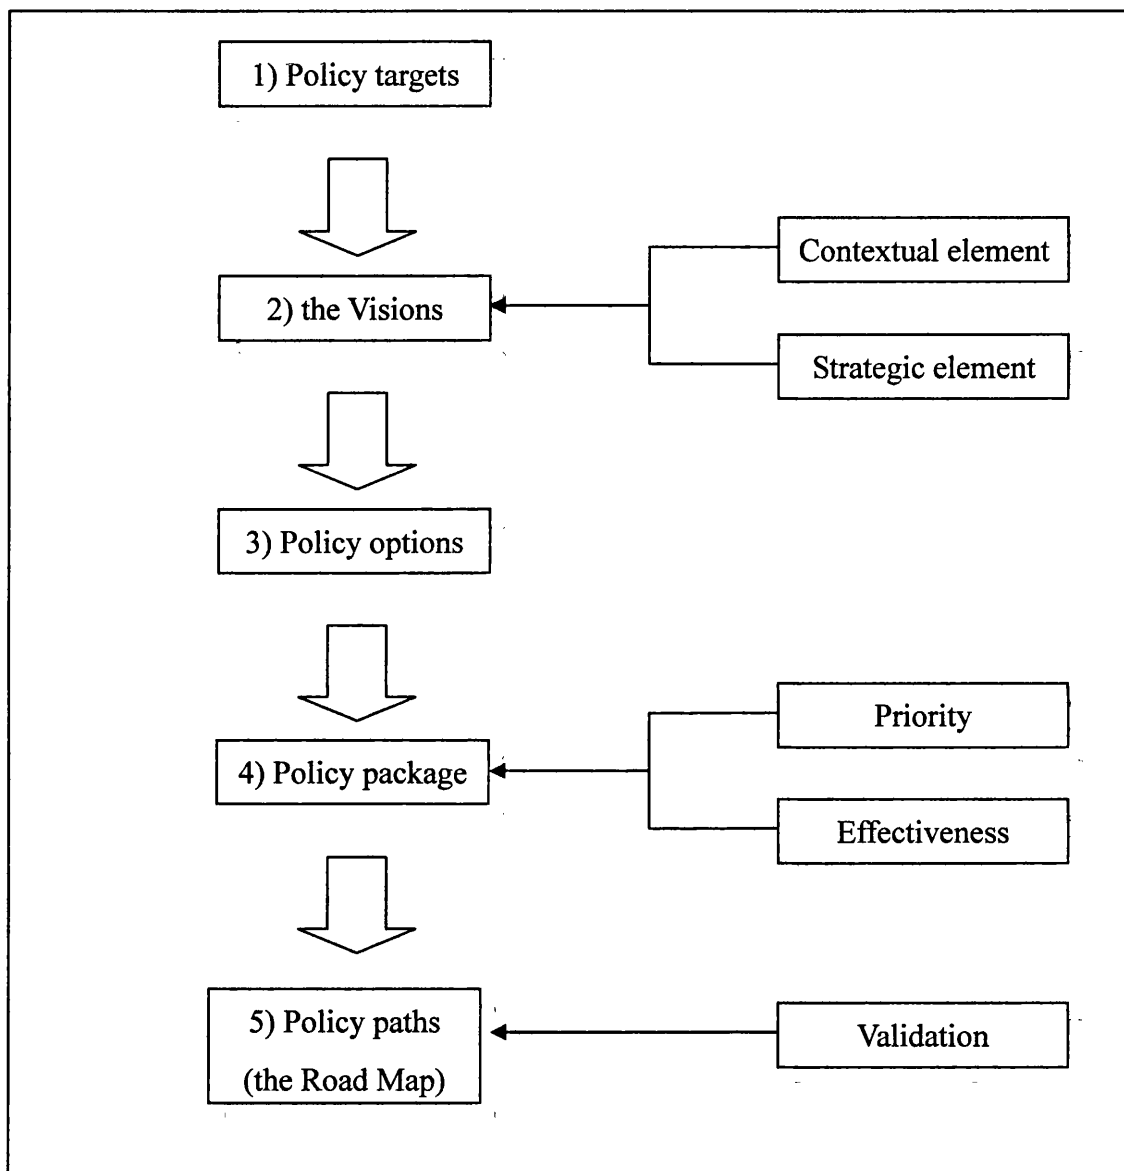 1) Policy targets
Contextual element
2) the Visions
Strategic element
3) Policy options
Priority
4) Policy package
Effectiveness
5) Policy paths
(the Road Map)
Validation